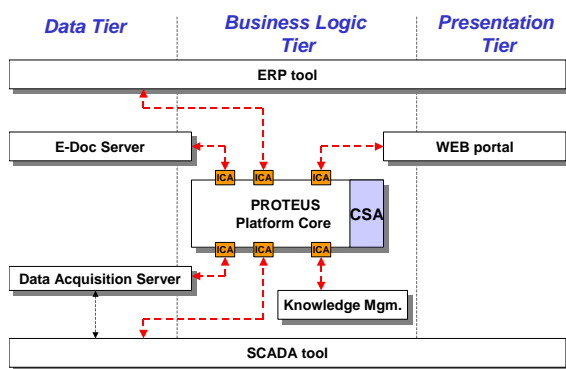 Data Tier
Business Logic
Tier
Presentation
Tier
ERP tool
E-Doc Server
WEB portal
ICA
ICA
ICA
PROTEUS
Platform Core
CSA
ICA
ICA
ICA
Data Acquisition Server
Knowledge Mgm.
SCADA tool